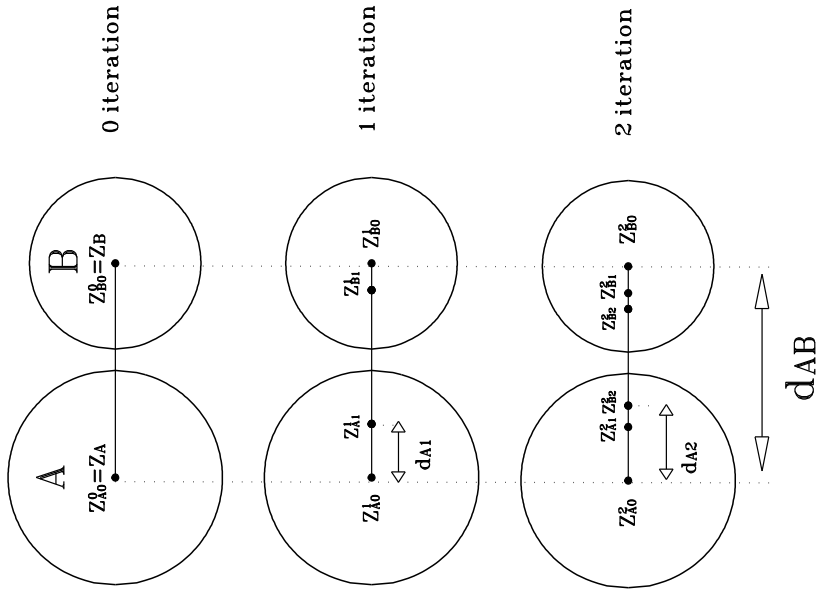 0 iteration
B
Z⁰B0=ZB
A
Z⁰A0=ZA
1 iteration
Z¹B0
Z¹B1
Z¹A1
dA1
Z¹A0
2 iteration
Z²B0
Z²B1
Z²B2
Z²B2
Z²A1
dA2
Z²A0
dAB